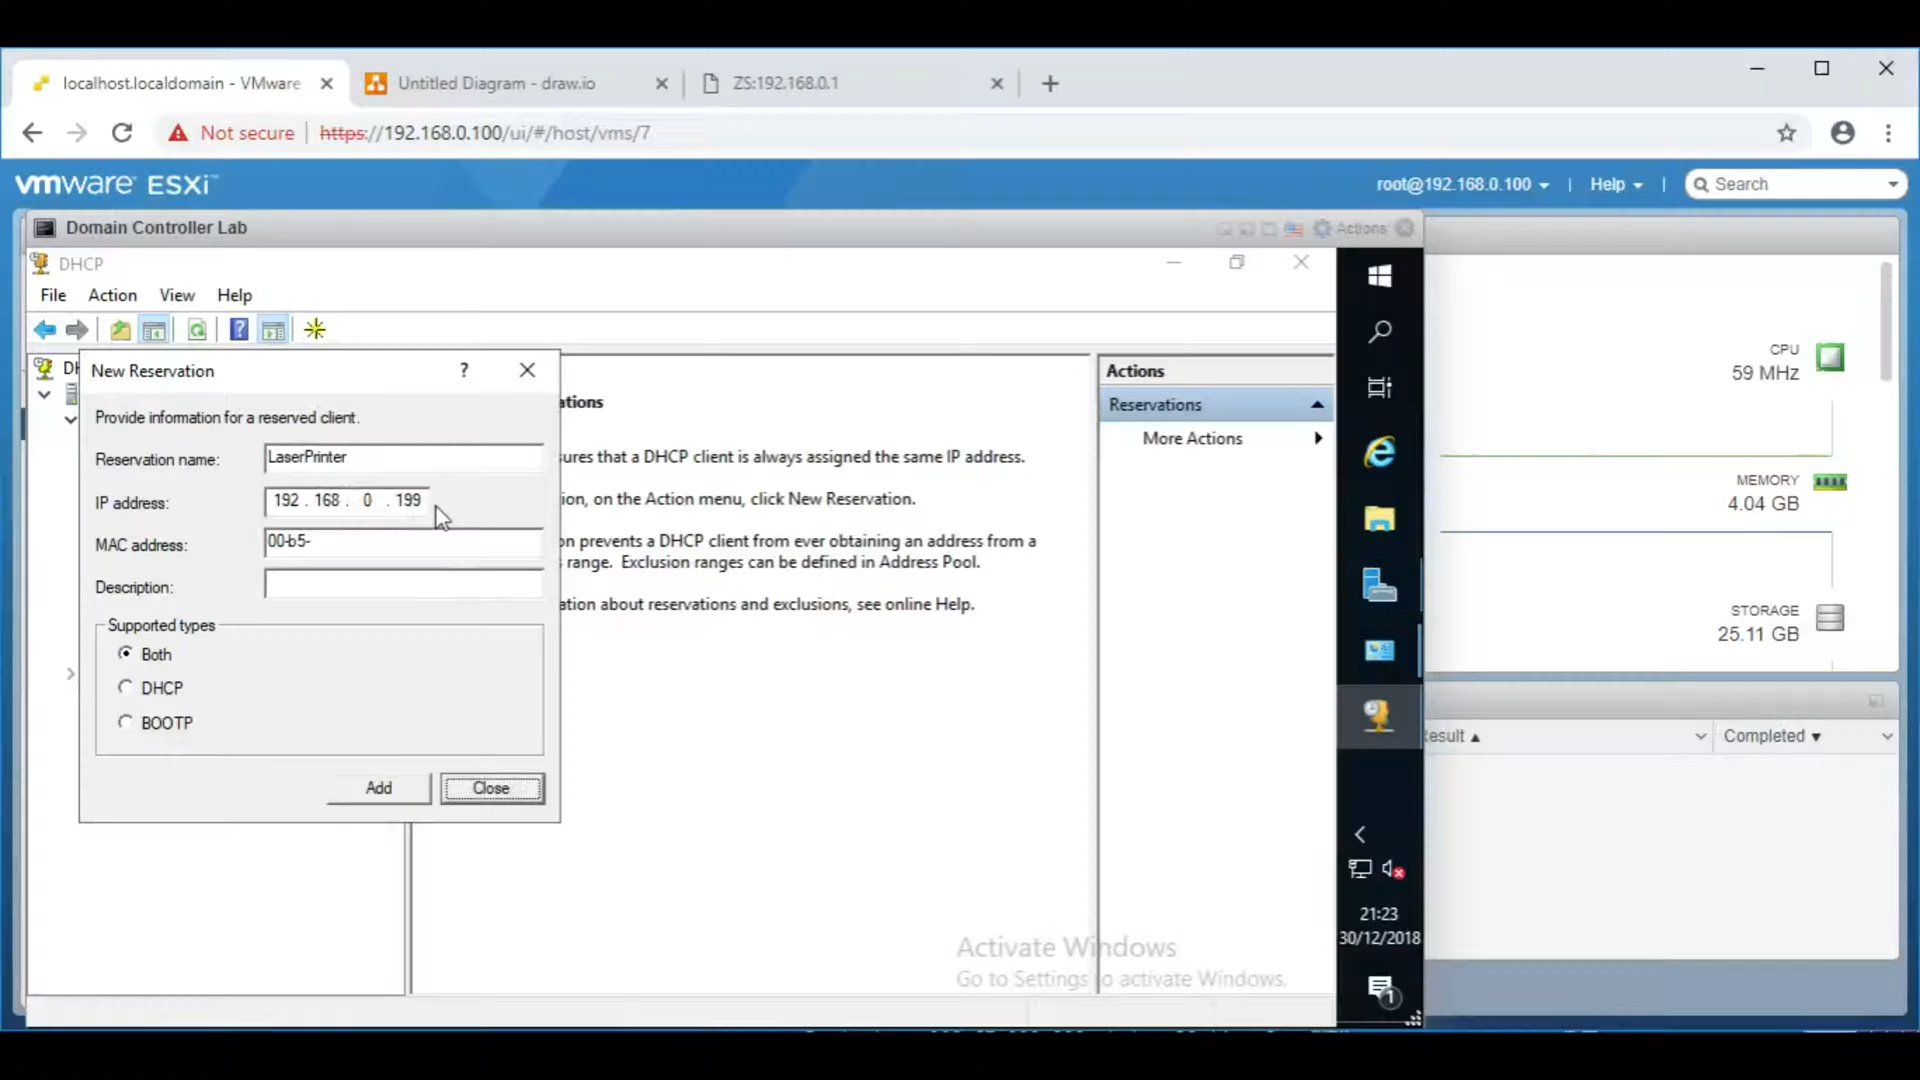 localhost.localdomain - VMware
Untitled Diagram - draw.io
ZS:192.168.0.1
Not secure
https://192.168.0.100/ui/#/host/vms/7
vmware ESXi™
root@192.168.0.100
Help
Search
Domain Controller Lab
Actions
DHCP
File Action View Help
New Reservation
?
Provide information for a reserved client.
Reservation name:
LaserPrinter
IP address:
192 . 168 . 0 . 199
MAC address:
00-b5-
Description:
Supported types
Both
DHCP
BOOTP
Add
Close
ures that a DHCP client is always assigned the same IP address.
ion, on the Action menu, click New Reservation.
on prevents a DHCP client from ever obtaining an address from a
range. Exclusion ranges can be defined in Address Pool.
ation about reservations and exclusions, see online Help.
Actions
Reservations
More Actions
Activate Windows
Go to Settings to activate Windows.
21:23
30/12/2018
1
CPU
59 MHz
MEMORY
4.04 GB
STORAGE
25.11 GB
esult
Completed